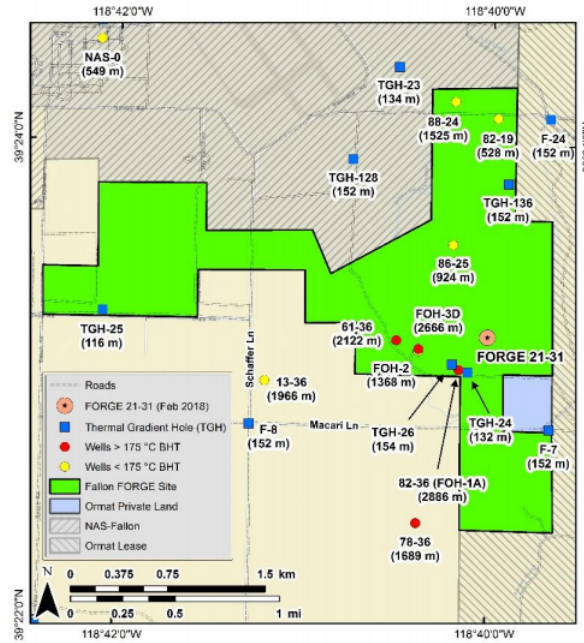 118°42'0"W
118°40'0"W
NAS-0
(549 m)
TGH-23
(134 m)
39°24'0"N
88-24
(1525 m)
82-19
(528 m)
F-24
(152 m)
TGH-128
(152 m)
TGH-136
(152 m)
86-25
(924 m)
TGH-25
(116 m)
Schaffer Ln
61-36
(2122 m)
FOH-3D
(2666 m)
FORGE 21-31
FOH-2
(1368 m)
13-36
(1966 m)
Macari Ln
F-8
(152 m)
TGH-26
(154 m)
TGH-24
(132 m)
F-7
(152 m)
82-36 (FOH-1A)
(2886 m)
78-36
(1689 m)
Roads
FORGE 21-31 (Feb 2018)
Thermal Gradient Hole (TGH)
Wells > 175 °C BHT
Wells < 175 °C BHT
Fallon FORGE Site
Ormat Private Land
NAS-Fallon
Ormat Lease
N
0 0.375 0.75 1.5 km
0 0.25 0.5 1 mi
39°22'0"N
118°42'0"W
118°40'0"W